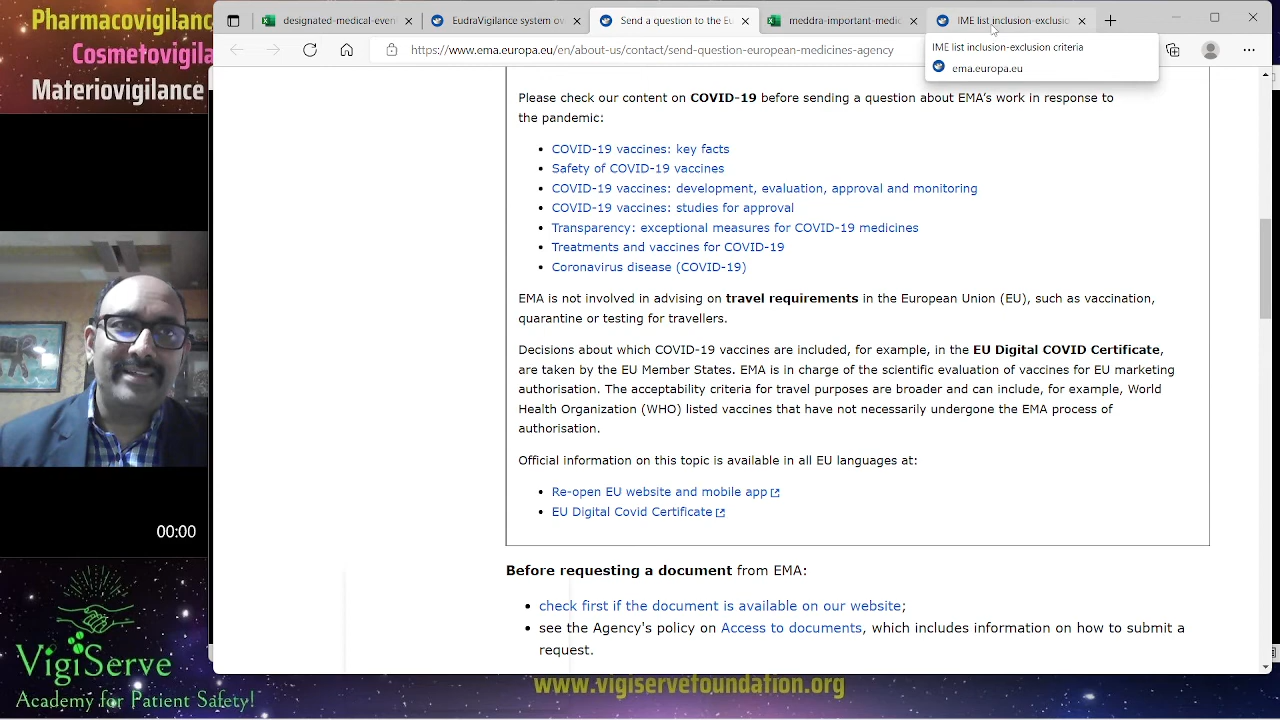 Pharmacovigilance
Cosmetovigila
Materiovigilance
00:00
VigiServe
Academy for Patient Safety!
designated-medical-even
EudraVigilance system ov
Send a question to the Eu
meddra-important-medic
IME list inclusion-exclusio
https://www.ema.europa.eu/en/about-us/contact/send-question-european-medicines-agency
IME list inclusion-exclusion criteria
ema.europa.eu
Please check our content on COVID-19 before sending a question about EMA’s work in response to
the pandemic:
• COVID-19 vaccines: key facts
• Safety of COVID-19 vaccines
• COVID-19 vaccines: development, evaluation, approval and monitoring
• COVID-19 vaccines: studies for approval
• Transparency: exceptional measures for COVID-19 medicines
• Treatments and vaccines for COVID-19
• Coronavirus disease (COVID-19)
EMA is not involved in advising on travel requirements in the European Union (EU), such as vaccination,
quarantine or testing for travellers.
Decisions about which COVID-19 vaccines are included, for example, in the EU Digital COVID Certificate,
are taken by the EU Member States. EMA is in charge of the scientific evaluation of vaccines for EU marketing
authorisation. The acceptability criteria for travel purposes are broader and can include, for example, World
Health Organization (WHO) listed vaccines that have not necessarily undergone the EMA process of
authorisation.
Official information on this topic is available in all EU languages at:
• Re-open EU website and mobile app
• EU Digital Covid Certificate
Before requesting a document from EMA:
• check first if the document is available on our website;
• see the Agency's policy on Access to documents, which includes information on how to submit a
request.
www.vigiservefoundation.org